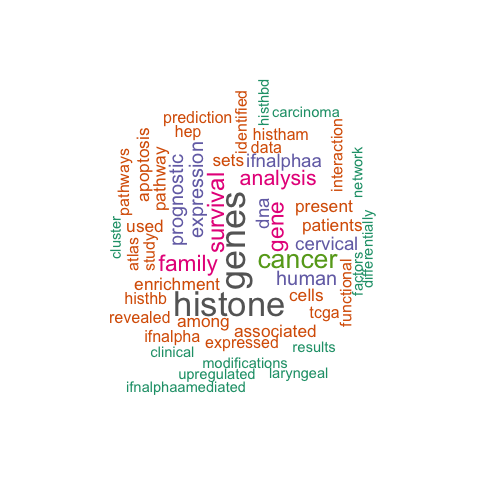 histhbd
carcinoma
identified
prediction
hep
histham
data
interaction
apoptosis
pathway
pathways
prognostic
expression
sets
ifnalphaa
analysis
network
survival
genes
dna
gene
present
patients
differentially
cluster
used
atlas
study
cervical
family
cancer
human
factors
functional
enrichment
cells
histhb
histone
tcga
revealed
among
associated
ifnalpha
expressed
results
clinical
modifications
upregulated
laryngeal
ifnalphaamediated